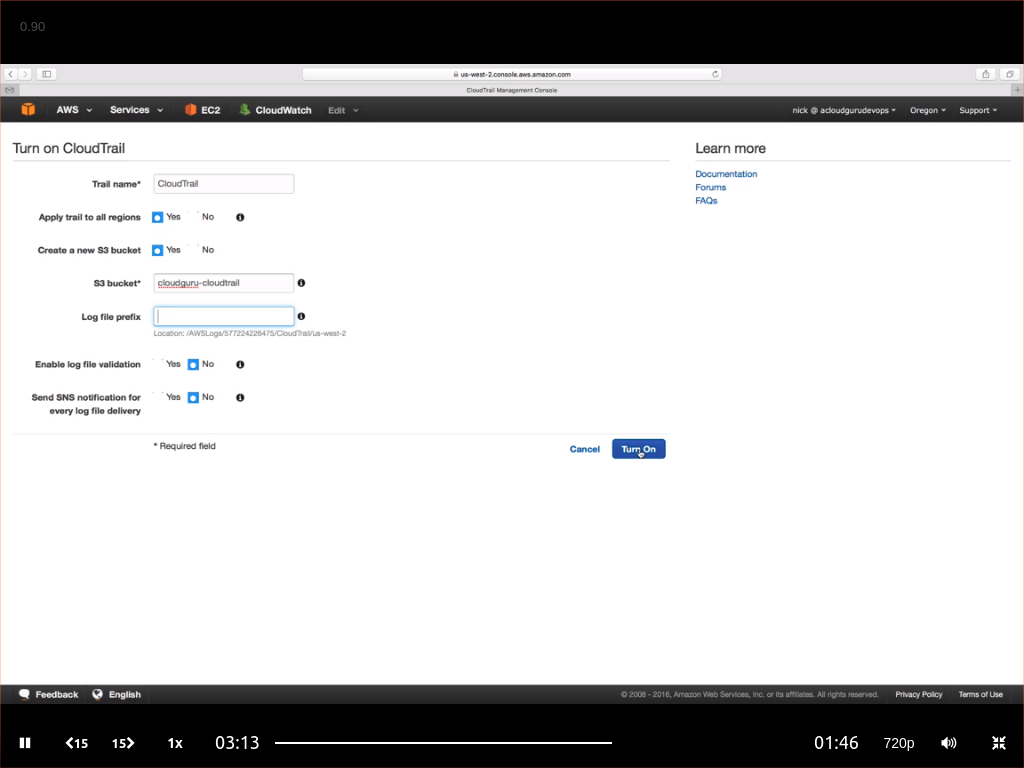 0.90
us-west-2.console.aws.amazon.com
CloudTrail Management Console
AWS Services EC2 CloudWatch Edit nick @ acloudgurudevops Oregon Support
Turn on CloudTrail
Learn more
Trail name* CloudTrail
Documentation
Forums
FAQs
Apply trail to all regions Yes No
Create a new S3 bucket Yes No
S3 bucket* cloudguru-cloudtrail
Log file prefix
Location: /AWSLogs/577224226475/CloudTrail/us-west-2
Enable log file validation Yes No
Send SNS notification for Yes No
every log file delivery
* Required field Cancel Turn On
Feedback English © 2008 - 2016, Amazon Web Services, Inc. or its affiliates. All rights reserved. Privacy Policy Terms of Use
15 15 1x 03:13 01:46 720p